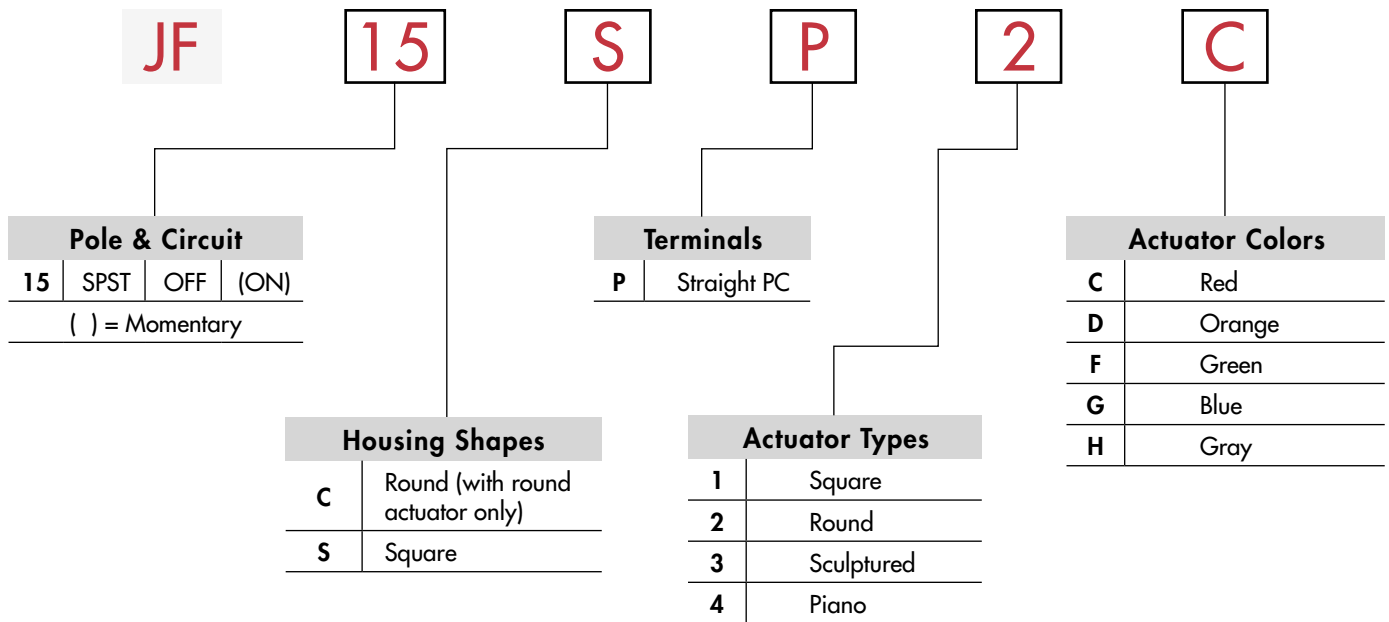 JF 15 S P 2 C
Pole & Circuit
15 SPST OFF (ON)
( ) = Momentary
Housing Shapes
C Round (with round
actuator only)
S Square
Terminals
P Straight PC
Actuator Types
1 Square
2 Round
3 Sculptured
4 Piano
Actuator Colors
C Red
D Orange
F Green
G Blue
H Gray